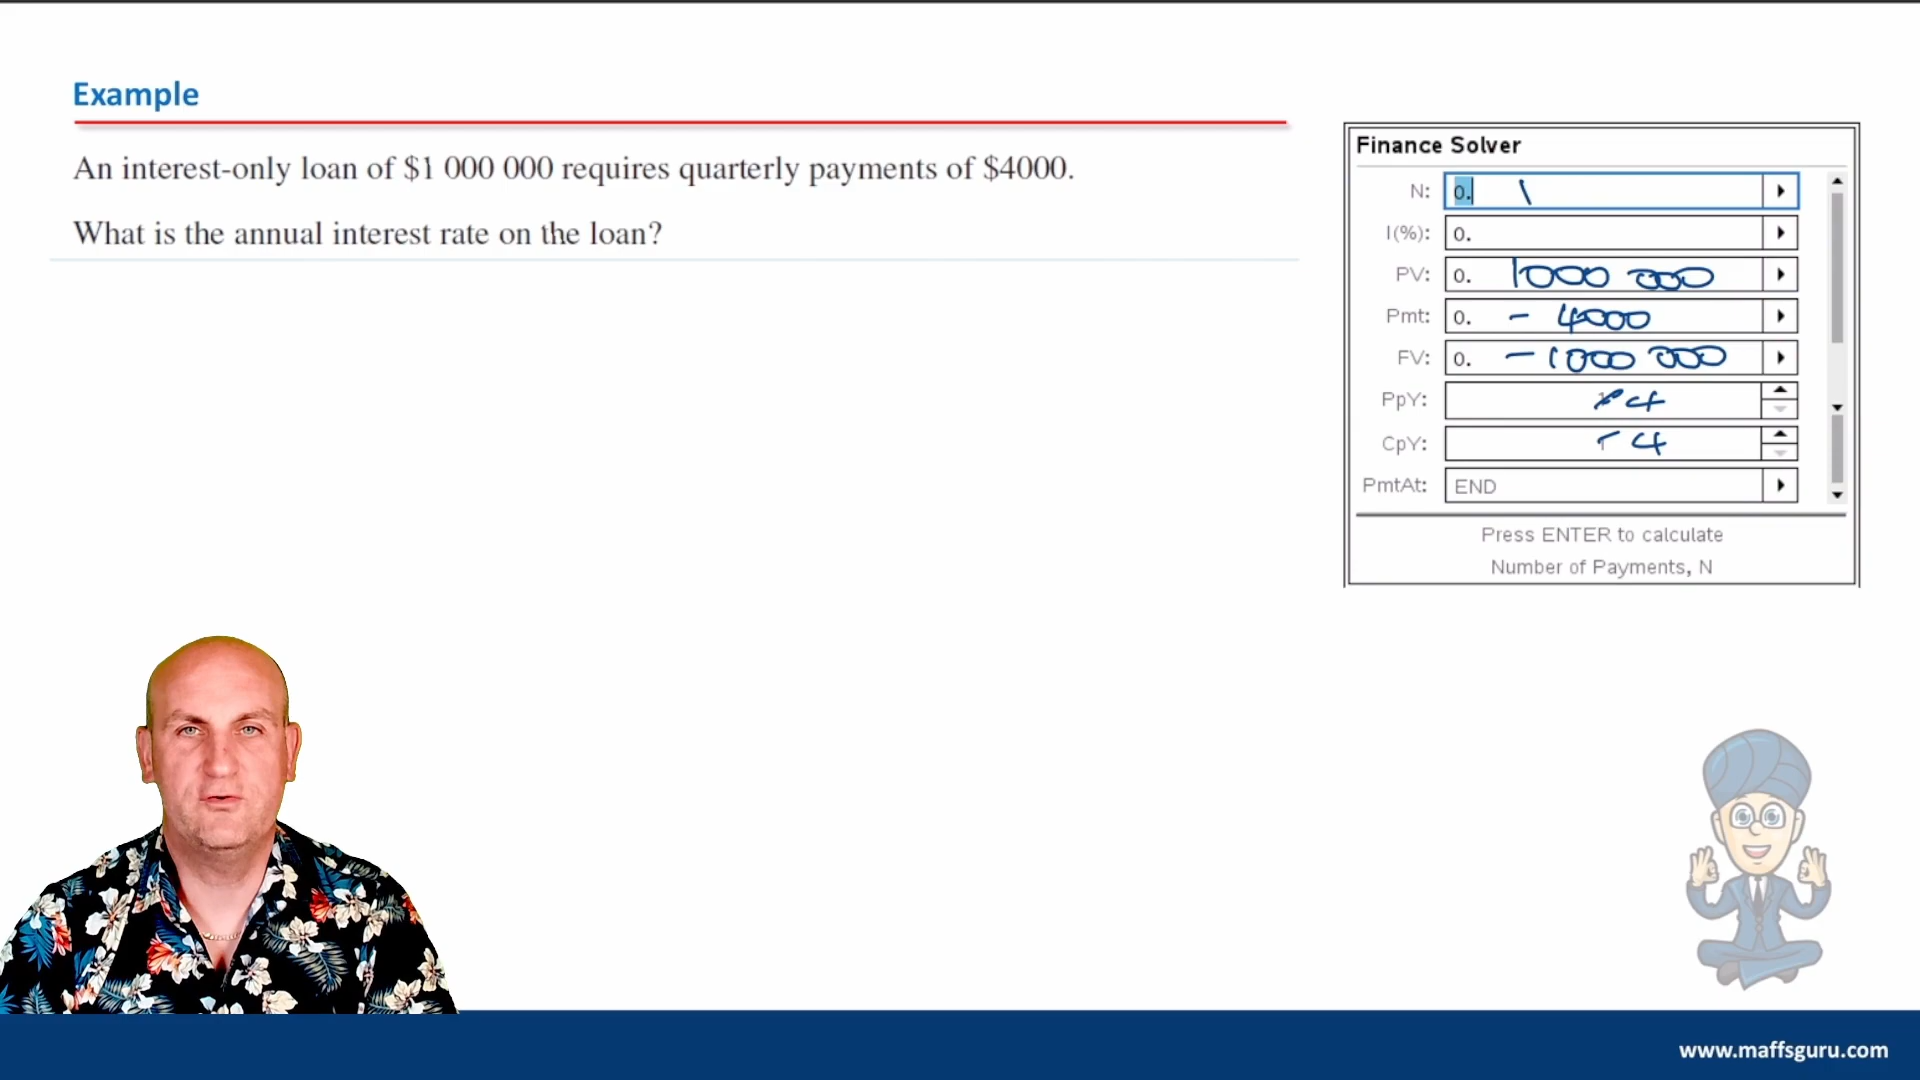 Example
An interest-only loan of $1 000 000 requires quarterly payments of $4000.
What is the annual interest rate on the loan?
Finance Solver
N: 0. 1
I(%): 0.
PV: 0. 1000 000
Pmt: 0. - 4000
FV: 0. - 1000 000
PpY: 4
CpY: 4
PmtAt: END
Press ENTER to calculate
Number of Payments, N
www.maffsguru.com